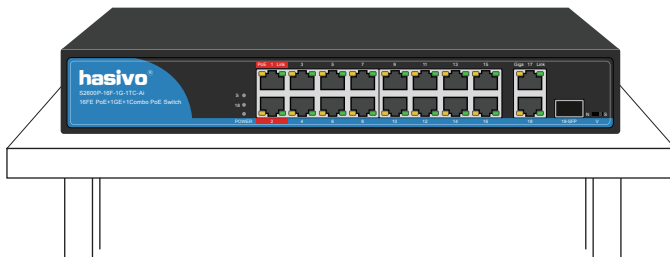 hasivo®
S2600P-16F-1G-1TC-Ai
16FE PoE+1GE+1Combo PoE Switch
PoE 1 Link 3 5 7 9 11 13 15 Giga 17 Link
S
18
POWER 2 4 6 8 10 12 14 16 18 18-SFP V
N S